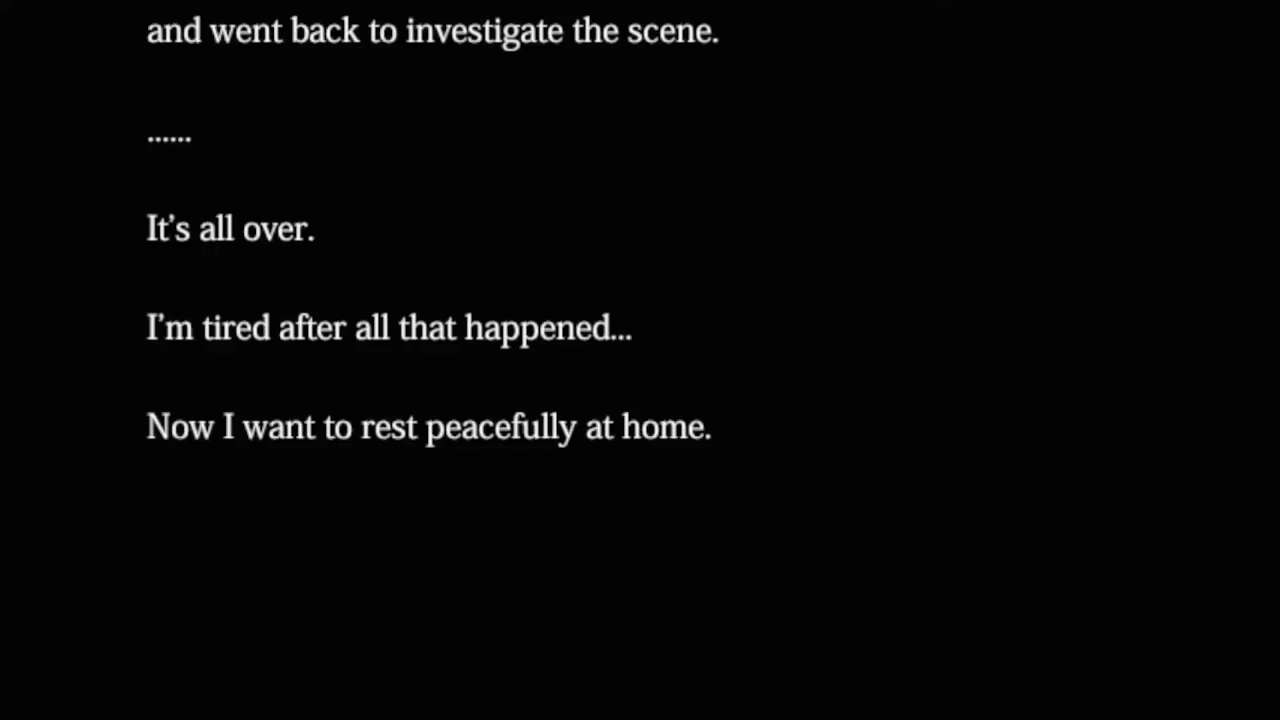 and went back to investigate the scene.
......
It's all over.
I'm tired after all that happened...
Now I want to rest peacefully at home.